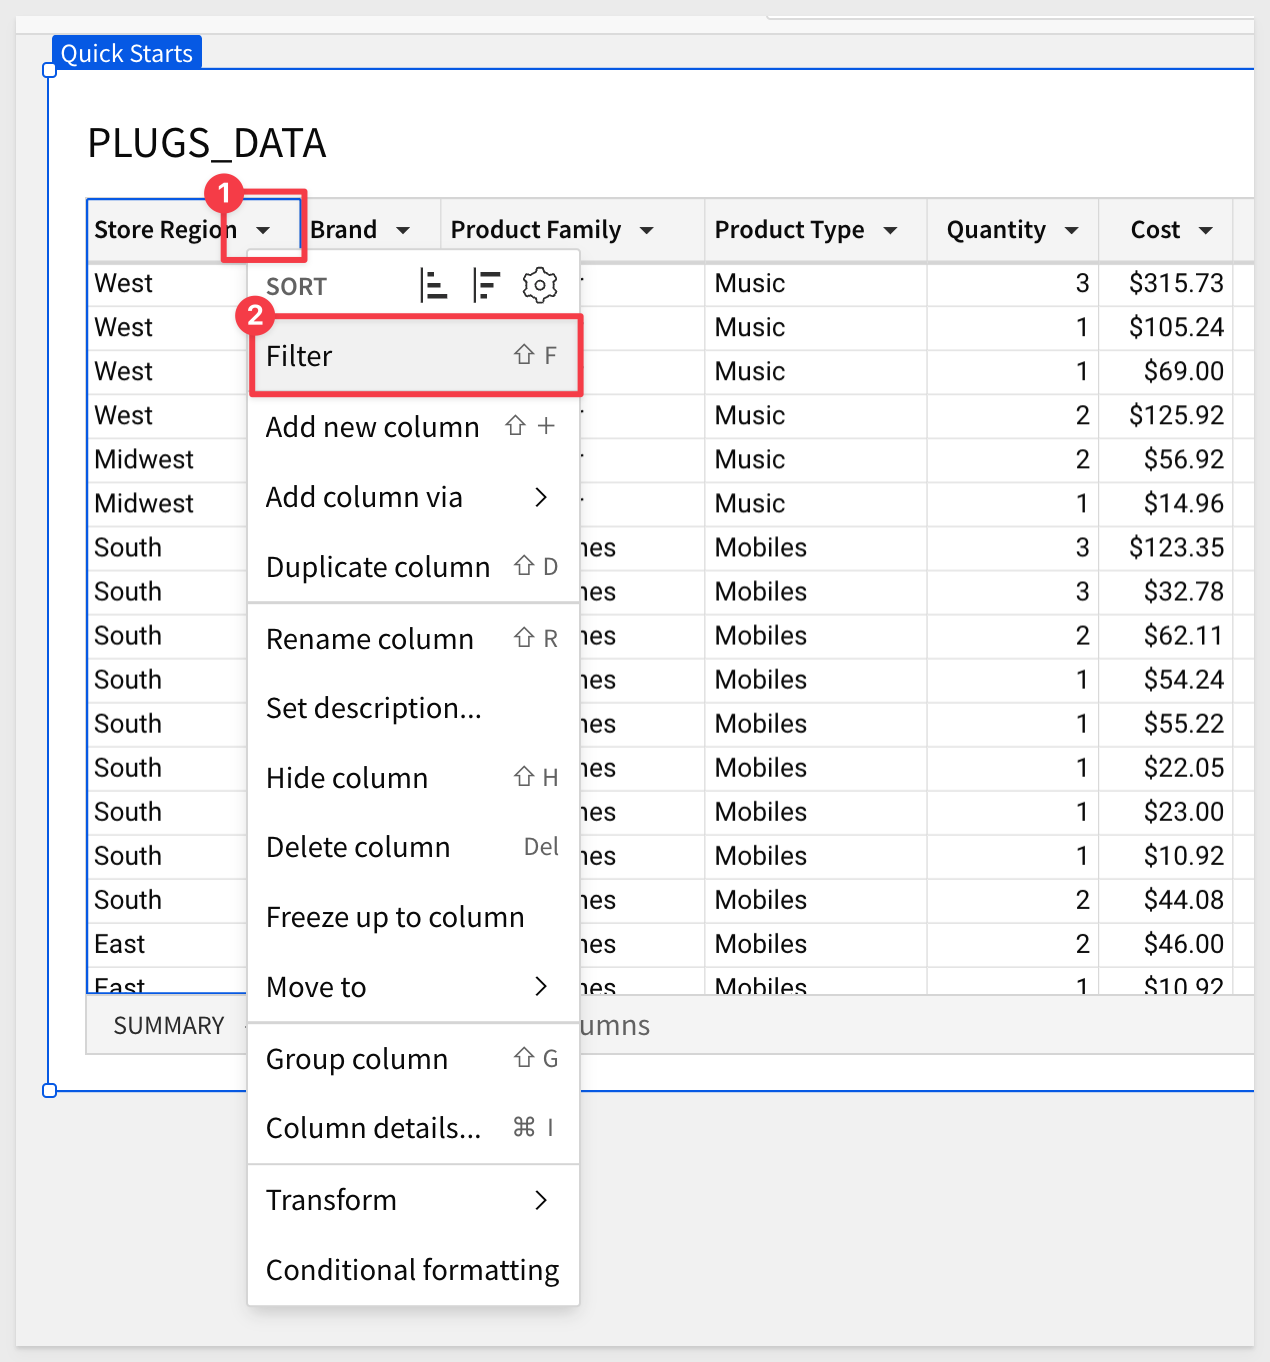 Quick Starts
PLUGS_DATA
1
Store Region Brand Product Family Product Type Quantity Cost
West Music 3 $315.73
West Music 1 $105.24
West Music 1 $69.00
West Music 2 $125.92
Midwest Music 2 $56.92
Midwest Music 1 $14.96
South nes Mobiles 3 $123.35
South nes Mobiles 3 $32.78
South nes Mobiles 2 $62.11
South nes Mobiles 1 $54.24
South nes Mobiles 1 $55.22
South nes Mobiles 1 $22.05
South nes Mobiles 1 $23.00
South nes Mobiles 1 $10.92
South nes Mobiles 2 $44.08
East nes Mobiles 2 $46.00
East nes Mobiles 1 $10.92
SUMMARY umns
SORT
2
Filter ⇧ F
Add new column ⇧ +
Add column via
Duplicate column ⇧ D
Rename column ⇧ R
Set description...
Hide column ⇧ H
Delete column Del
Freeze up to column
Move to
Group column ⇧ G
Column details... ⌘ I
Transform
Conditional formatting